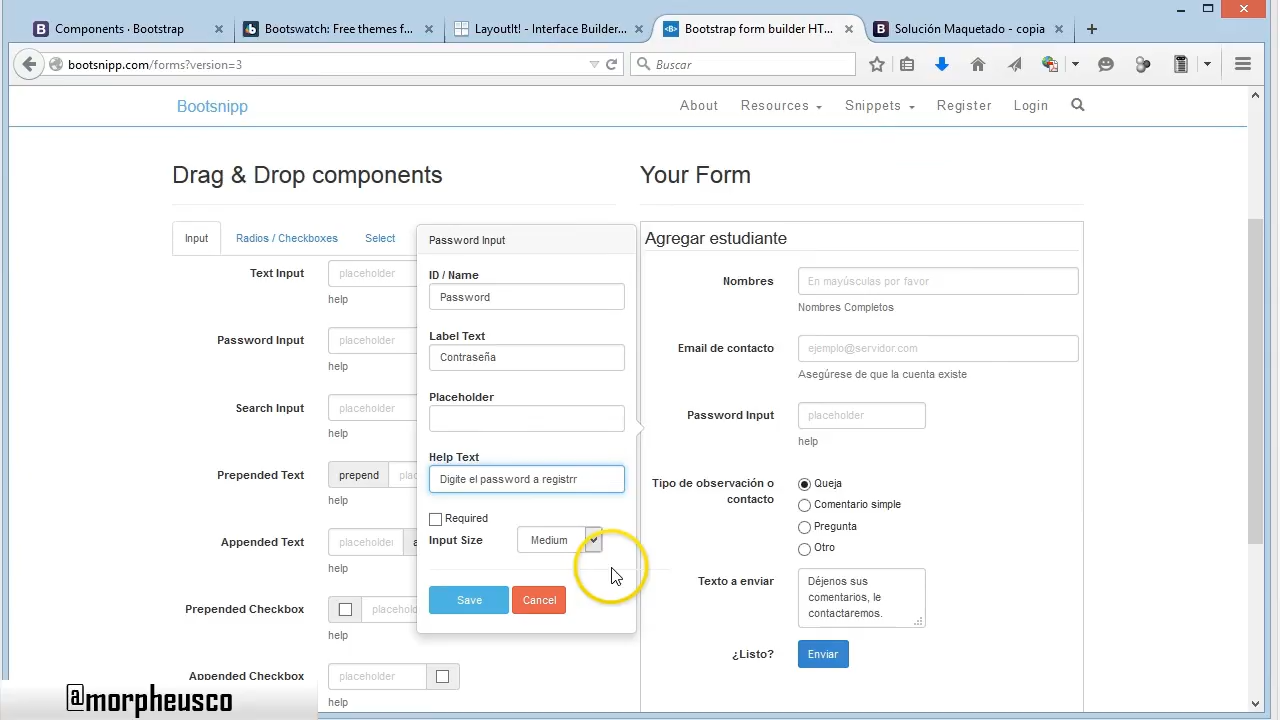 Components · Bootstrap
Bootswatch: Free themes f...
LayoutIt! - Interface Builder...
Bootstrap form builder HT...
Solución Maquetado - copia
bootsnipp.com/forms?version=3
Buscar
Bootsnipp
About
Resources
Snippets
Register
Login
Drag & Drop components
Your Form
Input
Radios / Checkboxes
Select
Text Input
placeholder
help
Password Input
placeholder
help
Search Input
placeholder
help
Prepended Text
prepend
plac
help
Appended Text
placeholder
a
help
Prepended Checkbox
placeho
help
Appended Checkbox
placeholder
help
Password Input
ID / Name
Password
Label Text
Contraseña
Placeholder
Help Text
Digite el password a registrr
Required
Input Size
Medium
Save
Cancel
Agregar estudiante
Nombres
En mayúsculas por favor
Nombres Completos
Email de contacto
ejemplo@servidor.com
Asegúrese de que la cuenta existe
Password Input
placeholder
help
Tipo de observación o
contacto
Queja
Comentario simple
Pregunta
Otro
Texto a enviar
Déjenos sus
comentarios, le
contactaremos.
¿Listo?
Enviar
@morpheusco